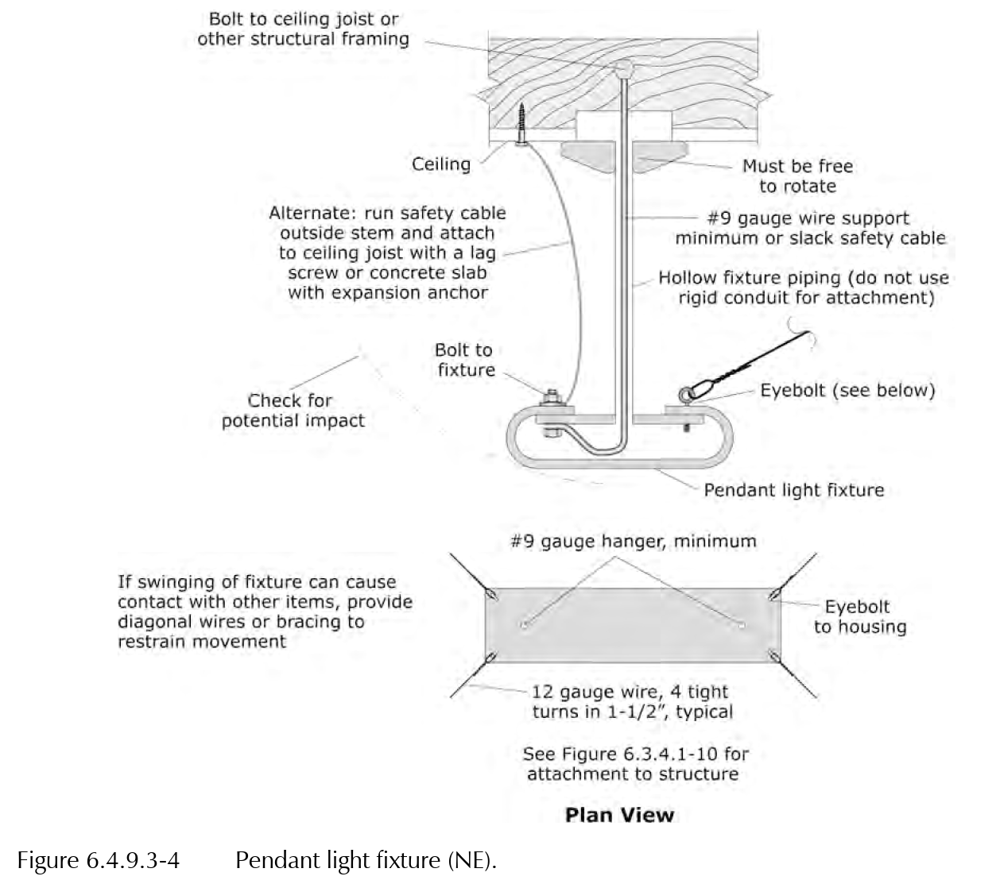 Bolt to ceiling joist or
other structural framing
Ceiling
Must be free
to rotate
Alternate: run safety cable
outside stem and attach
to ceiling joist with a lag
screw or concrete slab
with expansion anchor
#9 gauge wire support
minimum or slack safety cable
Hollow fixture piping (do not use
rigid conduit for attachment)
Bolt to
fixture
Check for
potential impact
Eyebolt (see below)
Pendant light fixture
#9 gauge hanger, minimum
If swinging of fixture can cause
contact with other items, provide
diagonal wires or bracing to
restrain movement
Eyebolt
to housing
12 gauge wire, 4 tight
turns in 1-1/2”, typical
See Figure 6.3.4.1-10 for
attachment to structure
Plan View
Figure 6.4.9.3-4 Pendant light fixture (NE).